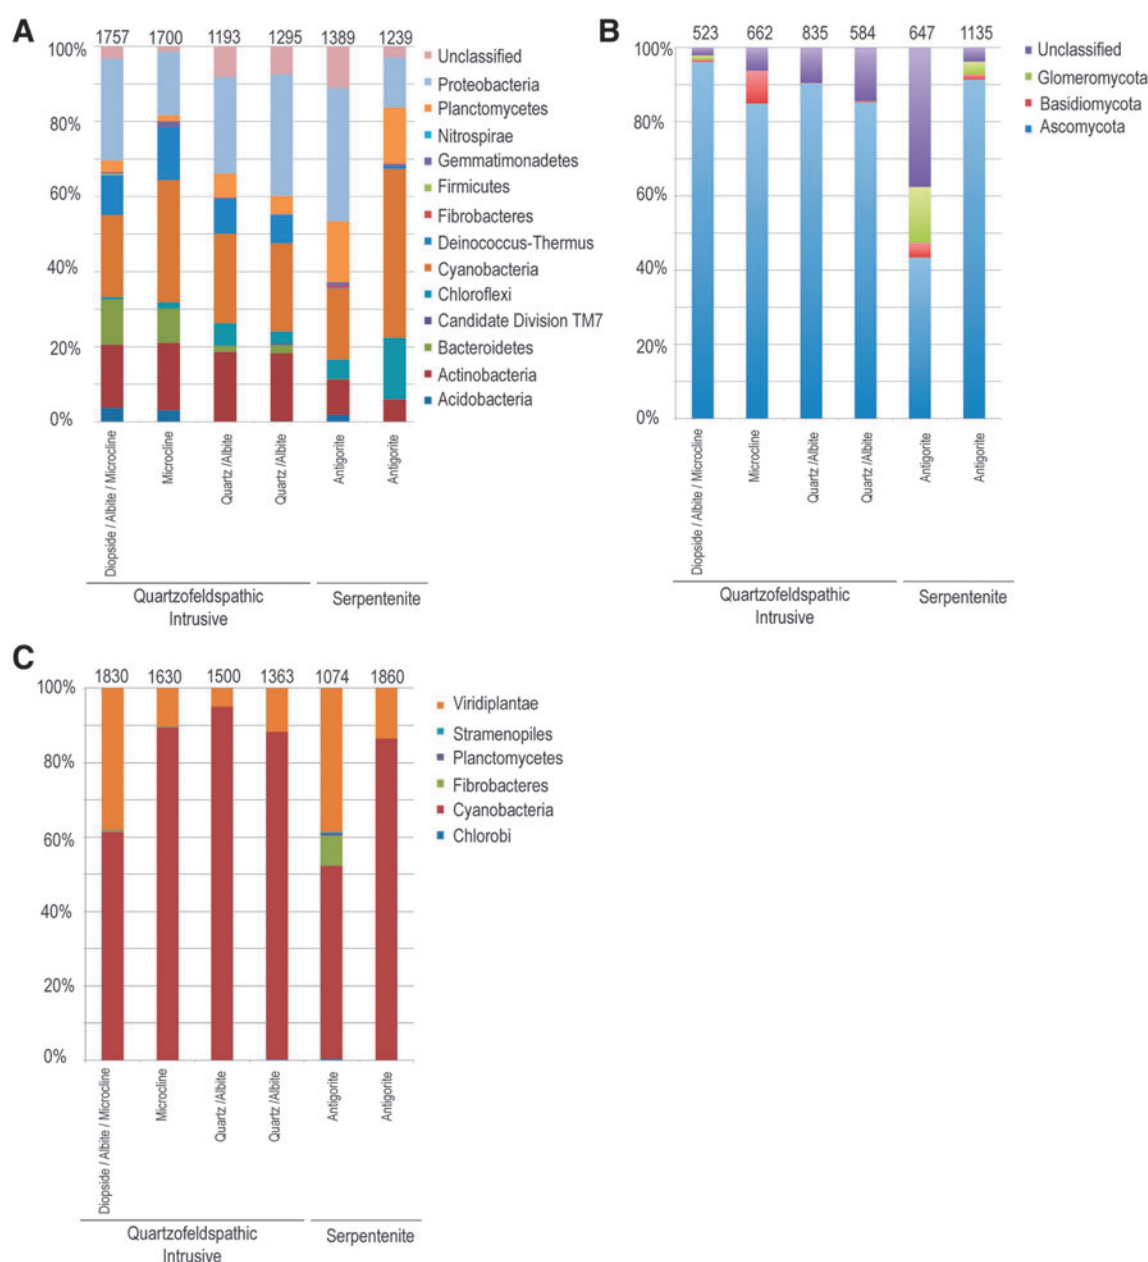 A
1757 1700 1193 1295 1389 1239
100%
80%
60%
40%
20%
0%
Unclassified
Proteobacteria
Planctomycetes
Nitrospirae
Gemmatimonadetes
Firmicutes
Fibrobacteres
Deinococcus-Thermus
Cyanobacteria
Chloroflexi
Candidate Division TM7
Bacteroidetes
Actinobacteria
Acidobacteria
Diopside / Albite / Microcline
Microcline
Quartz /Albite
Quartz /Albite
Antigorite
Antigorite
Quartzofeldspathic
Intrusive
Serpentenite
B
523 662 835 584 647 1135
100%
80%
60%
40%
20%
0%
Unclassified
Glomeromycota
Basidiomycota
Ascomycota
Diopside / Albite / Microcline
Microcline
Quartz /Albite
Quartz /Albite
Antigorite
Antigorite
Quartzofeldspathic
Intrusive
Serpentenite
C
1830 1630 1500 1363 1074 1860
100%
80%
60%
40%
20%
0%
Viridiplantae
Stramenopiles
Planctomycetes
Fibrobacteres
Cyanobacteria
Chlorobi
Diopside / Albite / Microcline
Microcline
Quartz /Albite
Quartz /Albite
Antigorite
Antigorite
Quartzofeldspathic
Intrusive
Serpentenite